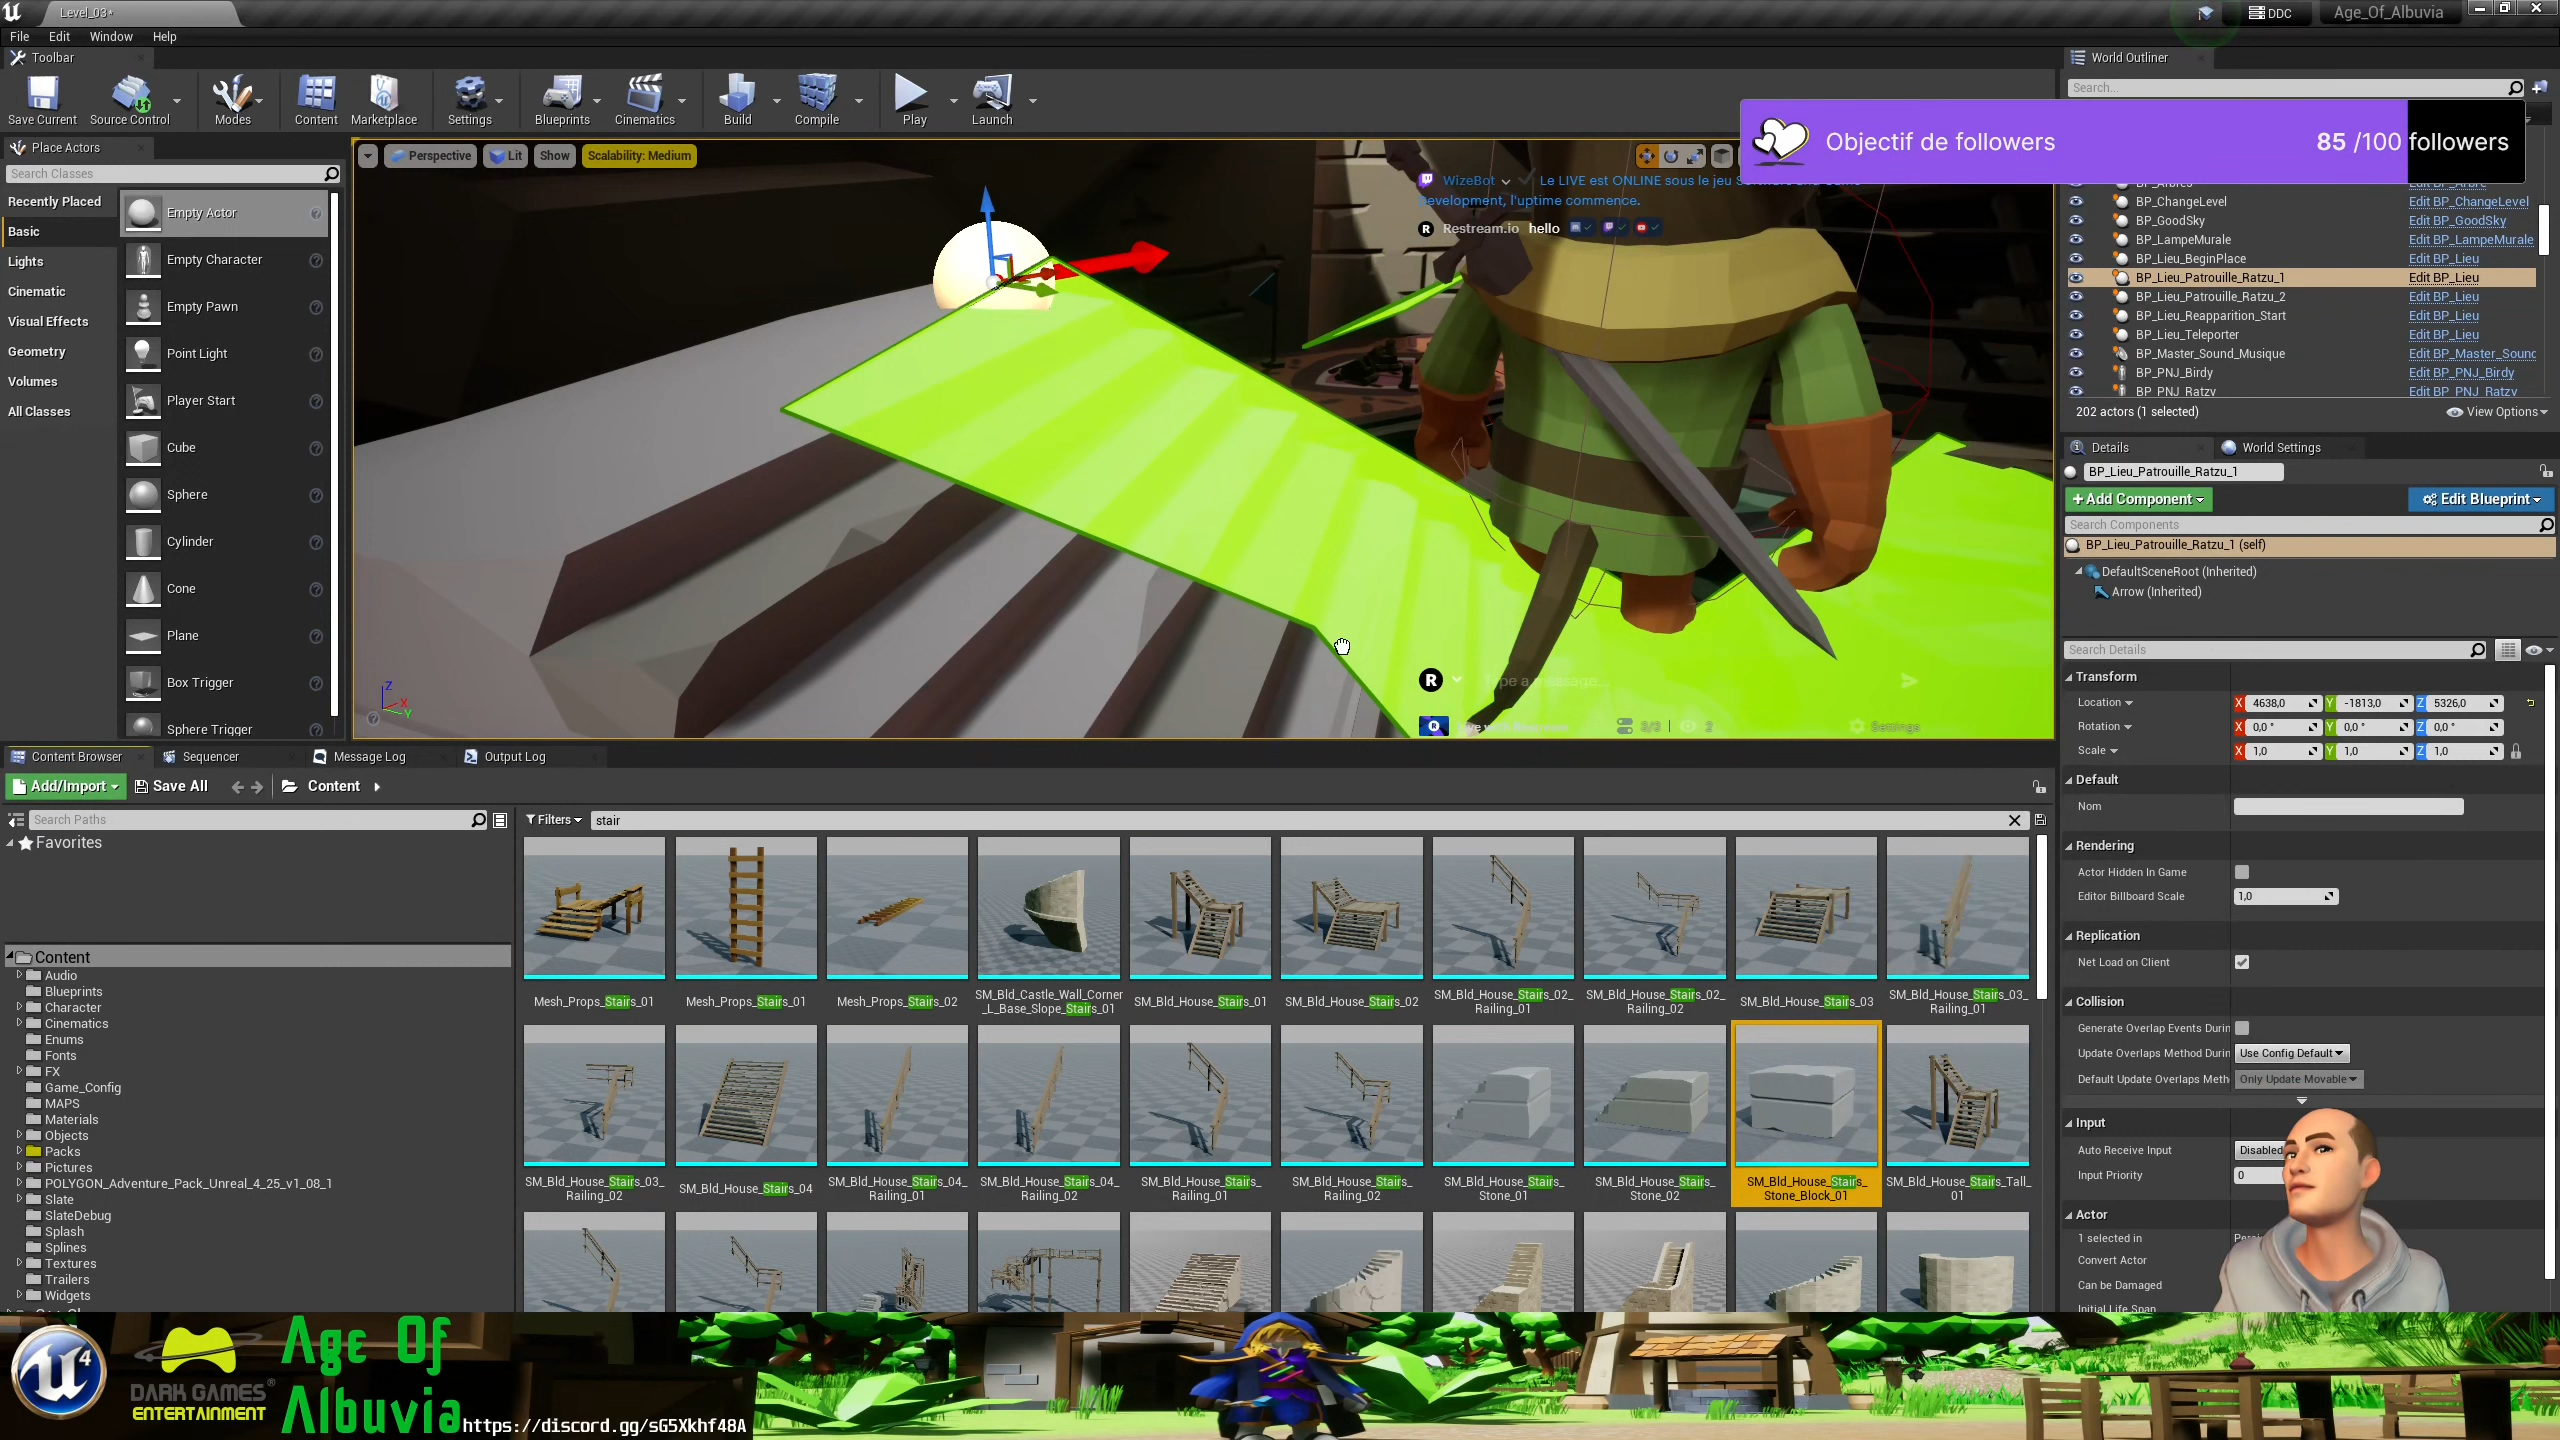 Level_03*
DDC
Age_Of_Albuvia
File Edit Window Help
Toolbar
World Outliner
Search...
Save Current Source Control Modes Content Marketplace Settings Blueprints Cinematics Build Compile Play Launch
Objectif de followers 85 /100 followers
Place Actors
Search Classes
Recently Placed
Basic
Lights
Cinematic
Visual Effects
Geometry
Volumes
All Classes
Empty Actor
Empty Character
Empty Pawn
Point Light
Player Start
Cube
Sphere
Cylinder
Cone
Plane
Box Trigger
Sphere Trigger
Perspective Lit Show Scalability: Medium
WizeBot Le LIVE est ONLINE sous le jeu
Development, l'uptime commence.
Restream.io hello
Type a message...
2
Settings
BP_ChangeLevel Edit BP_ChangeLevel
BP_GoodSky Edit BP_GoodSky
BP_LampeMurale Edit BP_LampeMurale
BP_Lieu_BeginPlace Edit BP_Lieu
BP_Lieu_Patrouille_Ratzu_1 Edit BP_Lieu
BP_Lieu_Patrouille_Ratzu_2 Edit BP_Lieu
BP_Lieu_Reapparition_Start Edit BP_Lieu
BP_Lieu_Teleporter Edit BP_Lieu
BP_Master_Sound_Musique Edit BP_Master_Sound
BP_PNJ_Birdy Edit BP_PNJ_Birdy
BP_PNJ_Ratzy Edit BP_PNJ_Ratzy
202 actors (1 selected) View Options
Details World Settings
BP_Lieu_Patrouille_Ratzu_1
+Add Component Edit Blueprint
Search Components
BP_Lieu_Patrouille_Ratzu_1 (self)
DefaultSceneRoot (Inherited)
Arrow (Inherited)
Search Details
Transform
Location X 4638,0 Y -1813,0 Z 5326,0
Rotation X 0,0 ° Y 0,0 ° Z 0,0 °
Scale X 1,0 Y 1,0 Z 1,0
Default
Nom
Rendering
Actor Hidden In Game
Editor Billboard Scale 1,0
Replication
Net Load on Client
Collision
Generate Overlap Events Durin
Update Overlaps Method Durin Use Config Default
Default Update Overlaps Meth Only Update Movable
Input
Auto Receive Input Disabled
Input Priority 0
Actor
1 selected in
Convert Actor
Can be Damaged
Initial Life Span
Content Browser Sequencer Message Log Output Log
Add/Import Save All Content
Search Paths
Filters stair
Favorites
Content
Audio
Blueprints
Character
Cinematics
Enums
Fonts
FX
Game_Config
MAPS
Materials
Objects
Packs
Pictures
POLYGON_Adventure_Pack_Unreal_4_25_v1_08_1
Slate
SlateDebug
Splash
Splines
Textures
Trailers
Widgets
Mesh_Props_Stairs_01
Mesh_Props_Stairs_01
Mesh_Props_Stairs_02
SM_Bld_Castle_Wall_Corner
_L_Base_Slope_Stairs_01
SM_Bld_House_Stairs_01
SM_Bld_House_Stairs_02
SM_Bld_House_Stairs_02_
Railing_01
SM_Bld_House_Stairs_02_
Railing_02
SM_Bld_House_Stairs_03
SM_Bld_House_Stairs_03_
Railing_01
SM_Bld_House_Stairs_03_
Railing_02
SM_Bld_House_Stairs_04
SM_Bld_House_Stairs_04_
Railing_01
SM_Bld_House_Stairs_04_
Railing_02
SM_Bld_House_Stairs_
Railing_01
SM_Bld_House_Stairs_
Railing_02
SM_Bld_House_Stairs_
Stone_01
SM_Bld_House_Stairs_
Stone_02
SM_Bld_House_Stairs_
Stone_Block_01
SM_Bld_House_Stairs_Tall_
01
4
DARK GAMES®
ENTERTAINMENT
Age Of
Albuvia
https://discord.gg/sG5Xkhf48A